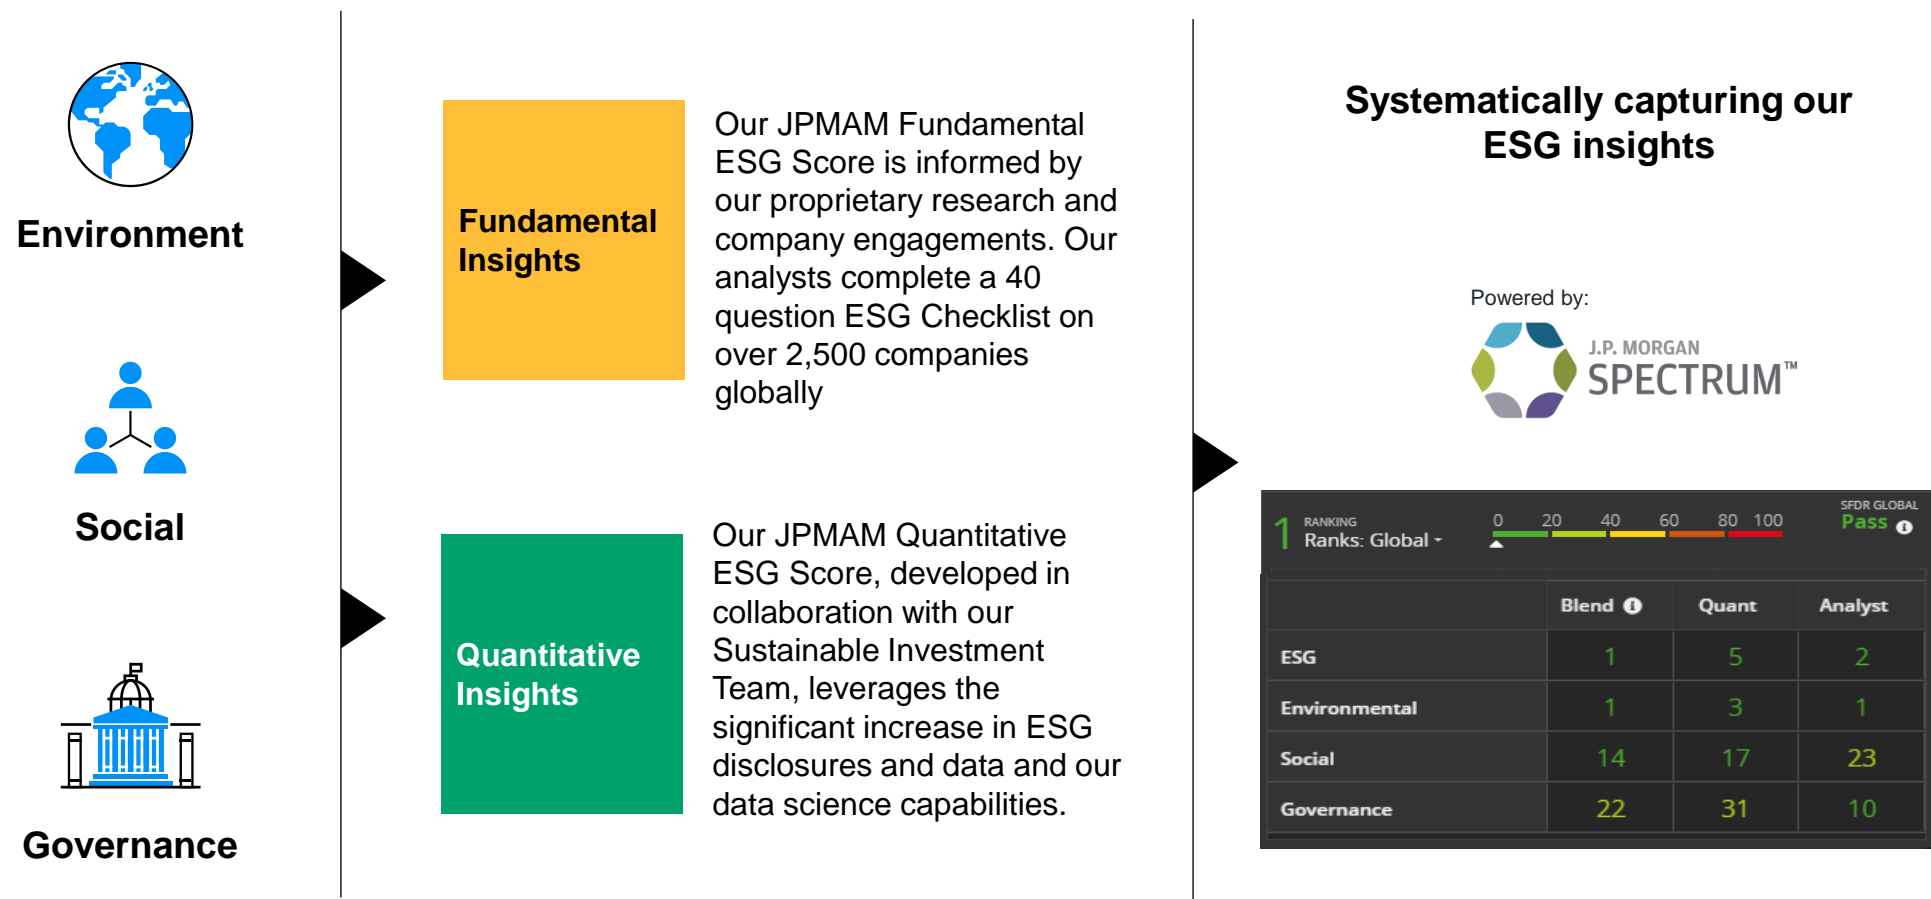 Environment
Social
Governance
Fundamental
Insights
Our JPMAM Fundamental
ESG Score is informed by
our proprietary research and
company engagements. Our
analysts complete a 40
question ESG Checklist on
over 2,500 companies
globally
Quantitative
Insights
Our JPMAM Quantitative
ESG Score, developed in
collaboration with our
Sustainable Investment
Team, leverages the
significant increase in ESG
disclosures and data and our
data science capabilities.
Systematically capturing our
ESG insights
Powered by:
J.P. MORGAN
SPECTRUM™
1 RANKING
Ranks: Global
0 20 40 60 80 100
SFDR GLOBAL
Pass
Blend Quant Analyst
ESG 1 5 2
Environmental 1 3 1
Social 14 17 23
Governance 22 31 10